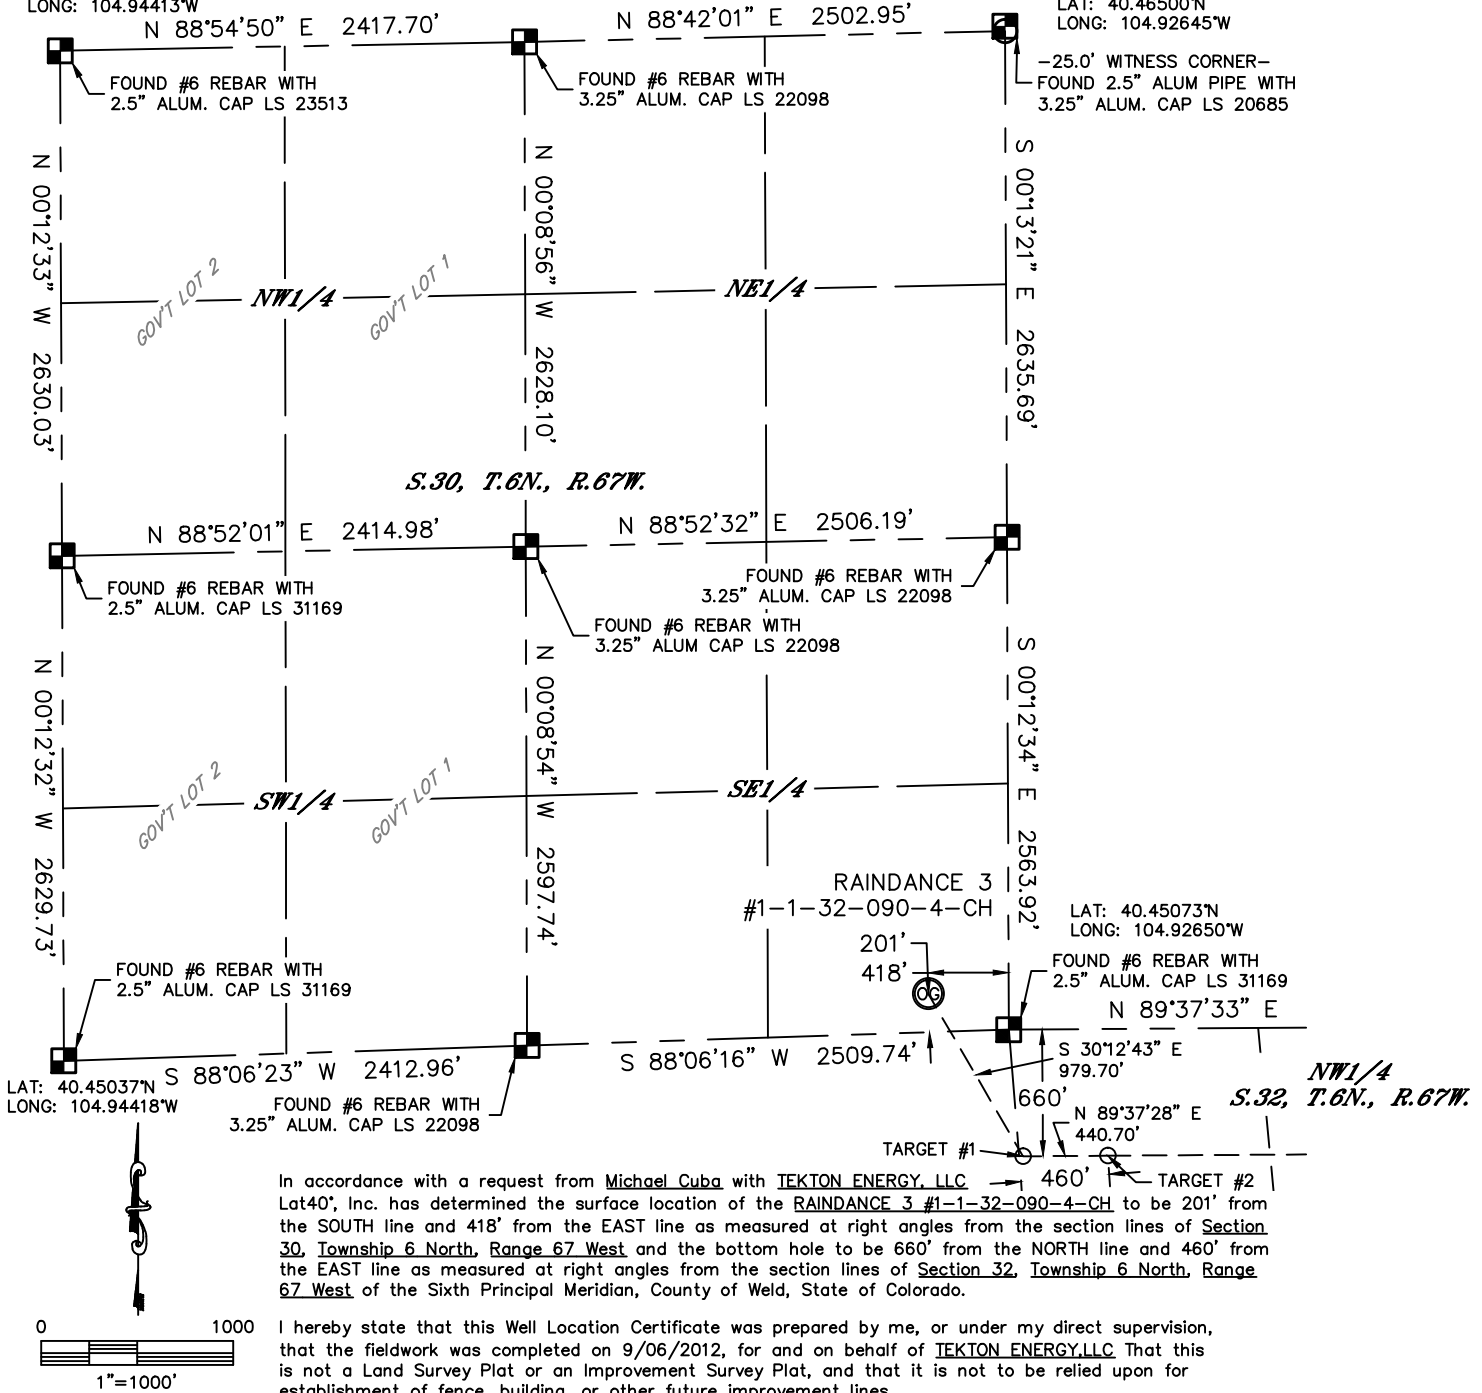 LONG: 104.94413°W
N 88°54'50" E 2417.70'
N 88°42'01" E 2502.95'
LAT: 40.46500°N
LONG: 104.92645°W
-25.0' WITNESS CORNER-
FOUND 2.5" ALUM PIPE WITH
3.25" ALUM. CAP LS 20685
FOUND #6 REBAR WITH
2.5" ALUM. CAP LS 23513
FOUND #6 REBAR WITH
3.25" ALUM. CAP LS 22098
N 00°12'33" W 2630.03'
N 00°08'56" W 2628.10'
S 00°13'21" E 2635.69'
GOV'T LOT 2
NW1/4
GOV'T LOT 1
NE1/4
S.30, T.6N., R.67W.
N 88°52'01" E 2414.98'
N 88°52'32" E 2506.19'
FOUND #6 REBAR WITH
2.5" ALUM. CAP LS 31169
FOUND #6 REBAR WITH
3.25" ALUM. CAP LS 22098
FOUND #6 REBAR WITH
3.25" ALUM CAP LS 22098
N 00°12'32" W 2629.73'
N 00°08'54" W 2597.74'
S 00°12'34" E 2563.92'
GOV'T LOT 2
SW1/4
GOV'T LOT 1
SE1/4
RAINDANCE 3
#1-1-32-090-4-CH
201'
418'
OG
LAT: 40.45073°N
LONG: 104.92650°W
FOUND #6 REBAR WITH
2.5" ALUM. CAP LS 31169
FOUND #6 REBAR WITH
2.5" ALUM. CAP LS 31169
N 89°37'33" E
S 88°06'23" W 2412.96'
S 88°06'16" W 2509.74'
S 30°12'43" E
979.70'
LAT: 40.45037°N
LONG: 104.94418°W
FOUND #6 REBAR WITH
3.25" ALUM. CAP LS 22098
660'
NW1/4
S.32, T.6N., R.67W.
N 89°37'28" E
440.70'
TARGET #1
460'
TARGET #2
In accordance with a request from Michael Cuba with TEKTON ENERGY, LLC
Lat40°, Inc. has determined the surface location of the RAINDANCE 3 #1-1-32-090-4-CH to be 201' from
the SOUTH line and 418' from the EAST line as measured at right angles from the section lines of Section
30, Township 6 North, Range 67 West and the bottom hole to be 660' from the NORTH line and 460' from
the EAST line as measured at right angles from the section lines of Section 32, Township 6 North, Range
67 West of the Sixth Principal Meridian, County of Weld, State of Colorado.
0 1000
1"=1000'
I hereby state that this Well Location Certificate was prepared by me, or under my direct supervision,
that the fieldwork was completed on 9/06/2012, for and on behalf of TEKTON ENERGY,LLC That this
is not a Land Survey Plat or an Improvement Survey Plat, and that it is not to be relied upon for
establishment of fence, building, or other future improvement lines.